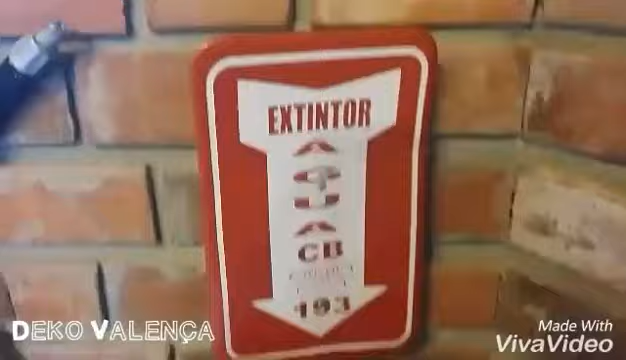 EXTINTOR
A
Q
U
A
CB
193
DEKO VALENÇA
Made With
VivaVideo